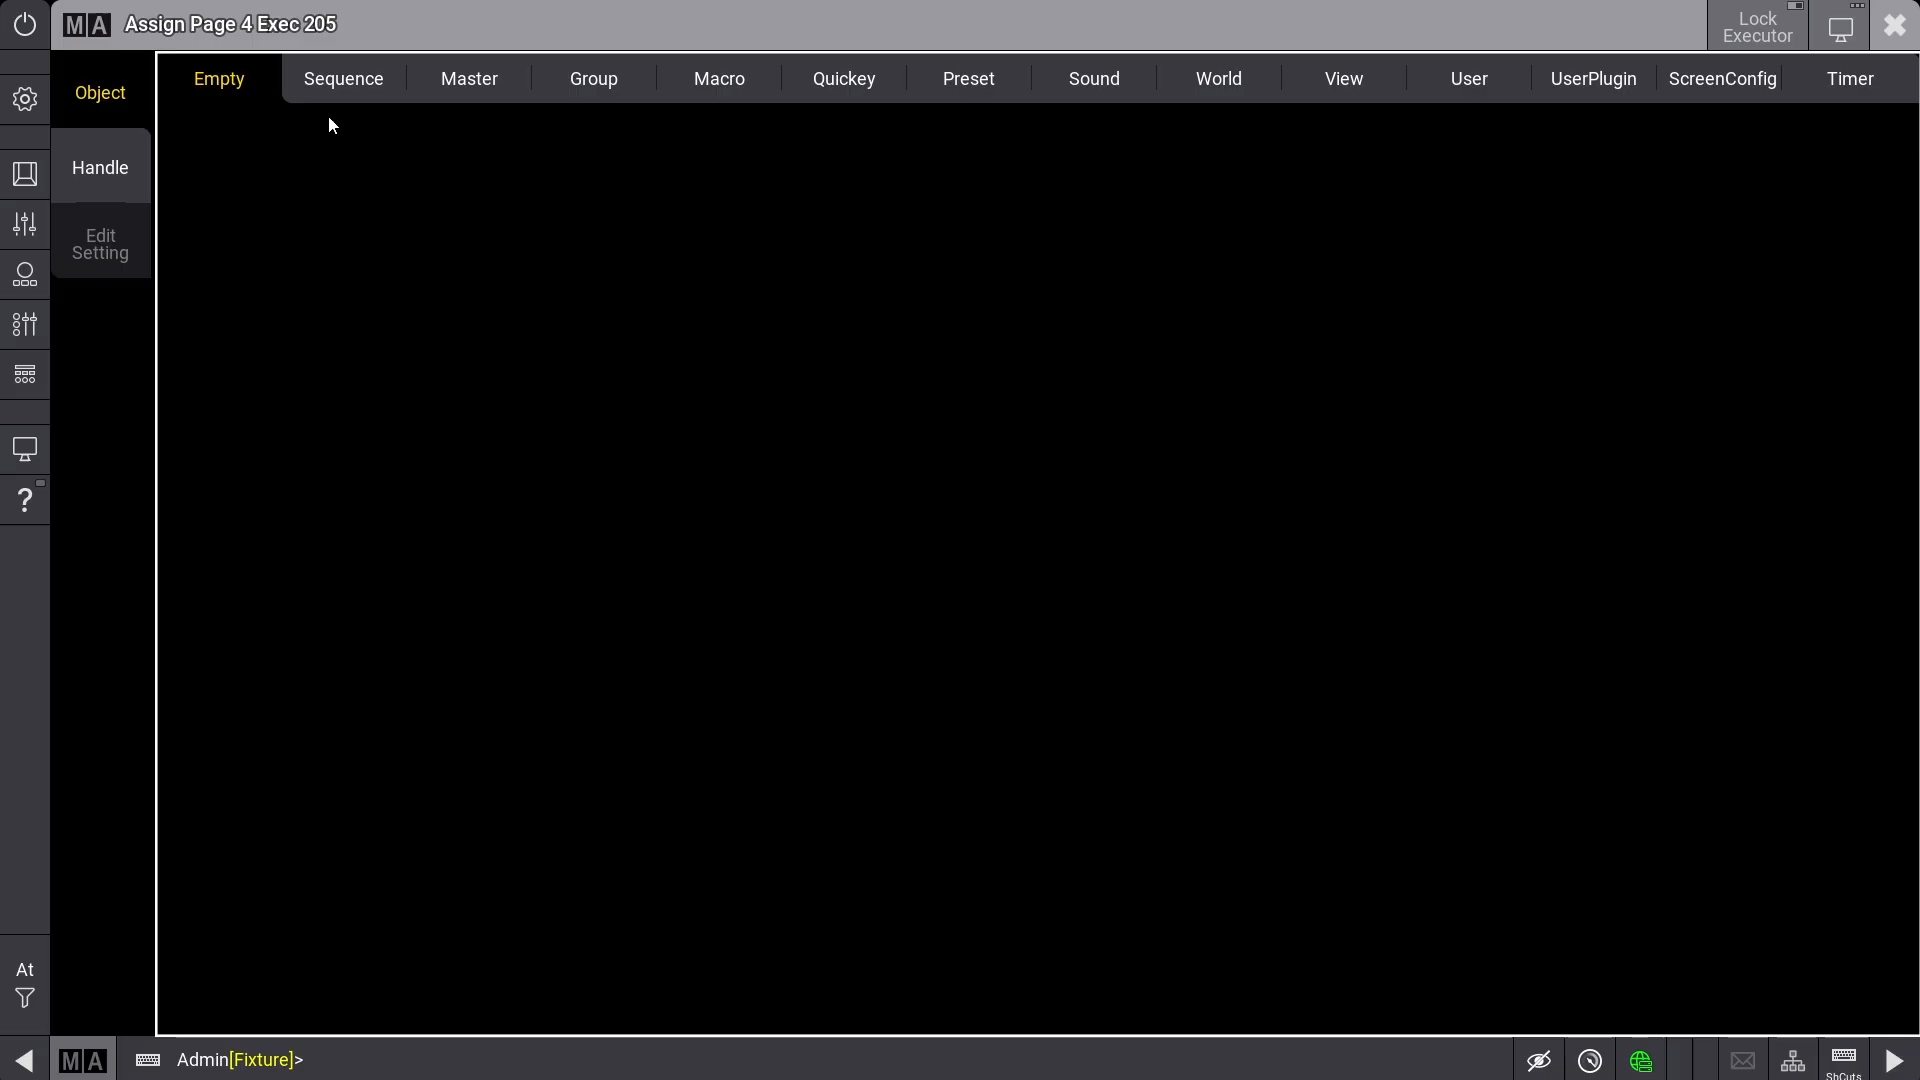 MA Assign Page 4 Exec 205
Lock
Executor
Object
Handle
Edit
Setting
Empty Sequence Master Group Macro Quickey Preset Sound World View User UserPlugin ScreenConfig Timer
?
At
MA Admin[Fixture]>
ShCuts